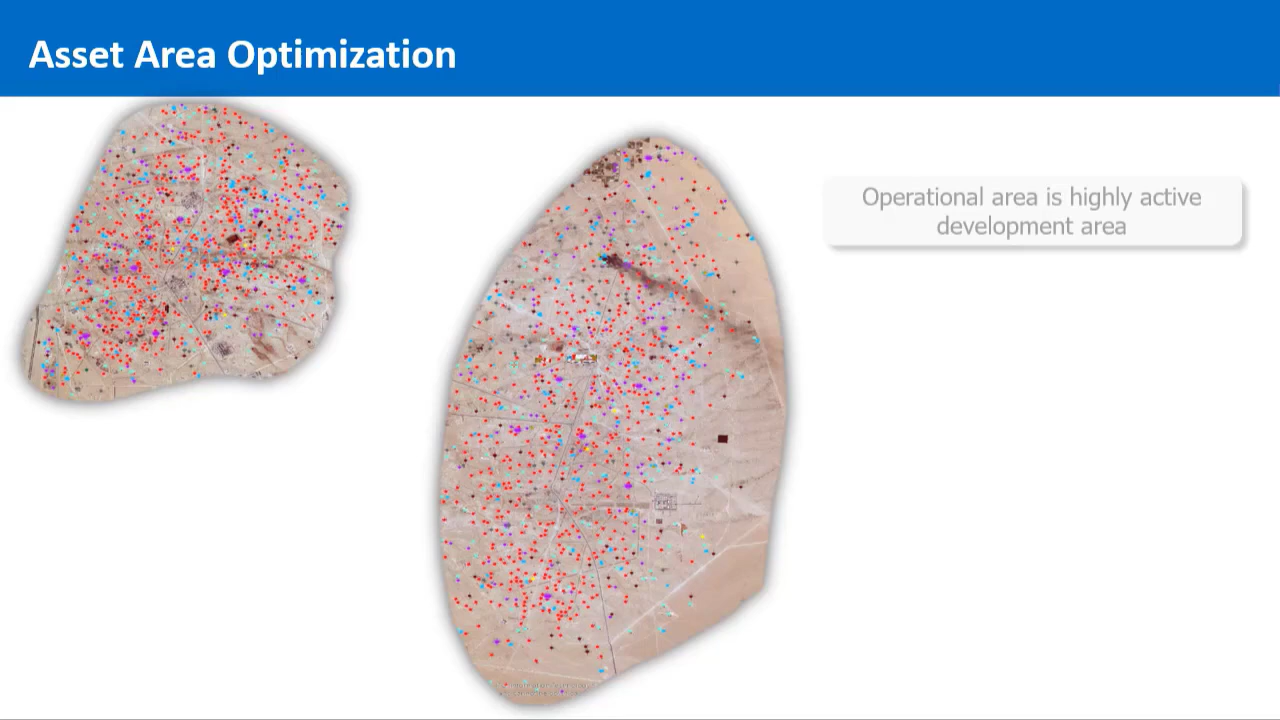 Asset Area Optimization
Operational area is highly active
development area